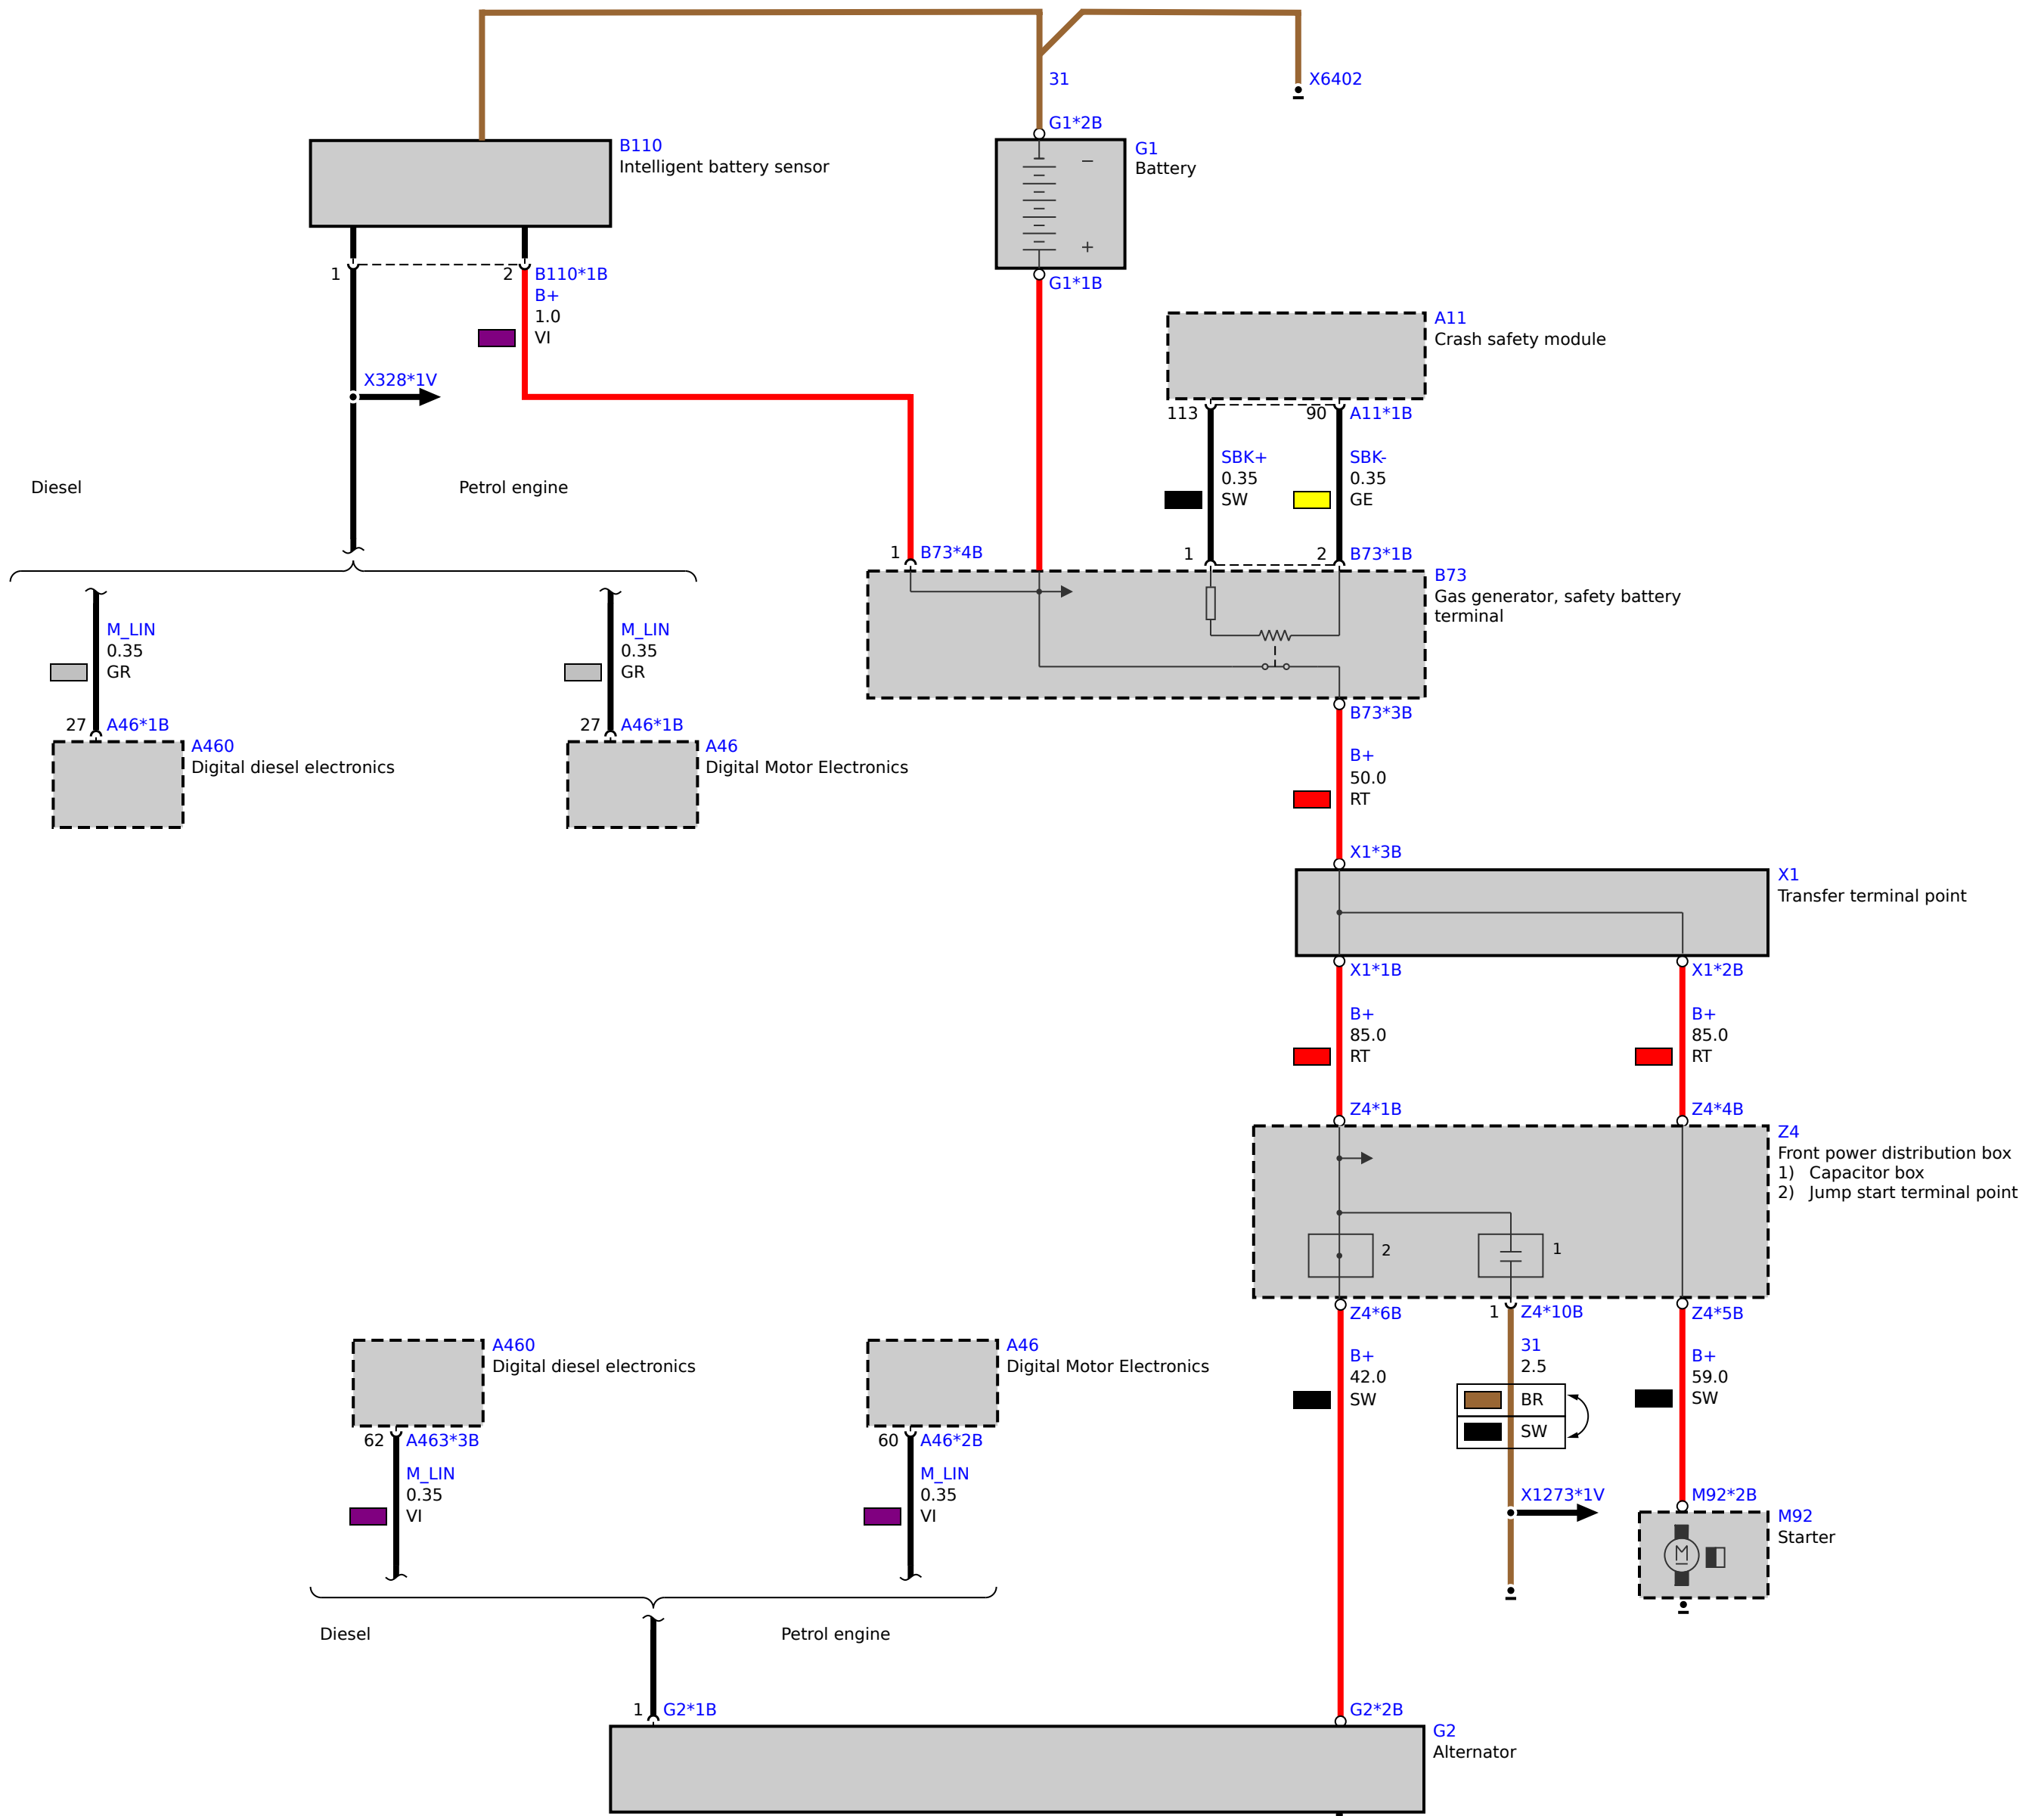 31
X6402
G1*2B
B110
Intelligent battery sensor
G1
Battery
−
+
1
2
B110*1B
B+
1.0
VI
G1*1B
A11
Crash safety module
X328*1V
113
90
A11*1B
SBK+
0.35
SW
SBK-
0.35
GE
Diesel
Petrol engine
1
B73*4B
1
2
B73*1B
B73
Gas generator, safety battery
terminal
M_LIN
0.35
GR
M_LIN
0.35
GR
27
A46*1B
27
A46*1B
A460
Digital diesel electronics
A46
Digital Motor Electronics
B73*3B
B+
50.0
RT
X1*3B
X1
Transfer terminal point
X1*1B
X1*2B
B+
85.0
RT
B+
85.0
RT
Z4*1B
Z4*4B
Z4
Front power distribution box
1) Capacitor box
2) Jump start terminal point
2
1
Z4*6B
1
Z4*10B
Z4*5B
A460
Digital diesel electronics
A46
Digital Motor Electronics
B+
42.0
SW
31
2.5
BR
SW
B+
59.0
SW
62
A463*3B
60
A46*2B
M_LIN
0.35
VI
M_LIN
0.35
VI
X1273*1V
M92*2B
M92
Starter
M
Diesel
Petrol engine
1
G2*1B
G2*2B
G2
Alternator